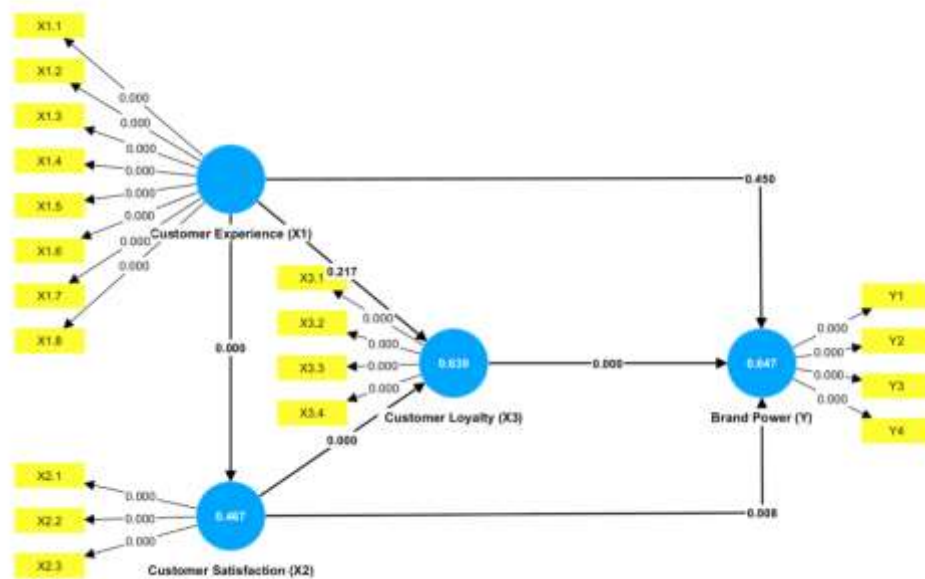 X1.1
X1.2
X1.3
X1.4
X1.5
X1.6
X1.7
X1.8
0.000
0.000
0.000
0.000
0.000
0.000
0.000
0.000
Customer Experience (X1)
0.450
0.217
0.000
X3.1
X3.2
X3.3
X3.4
0.000
0.000
0.000
0.000
Customer Loyalty (X3)
0.000
0.647
Brand Power (Y)
0.000
0.000
0.000
0.000
Y1
Y2
Y3
Y4
0.000
0.008
X2.1
X2.2
X2.3
0.000
0.000
0.000
0.467
Customer Satisfaction (X2)